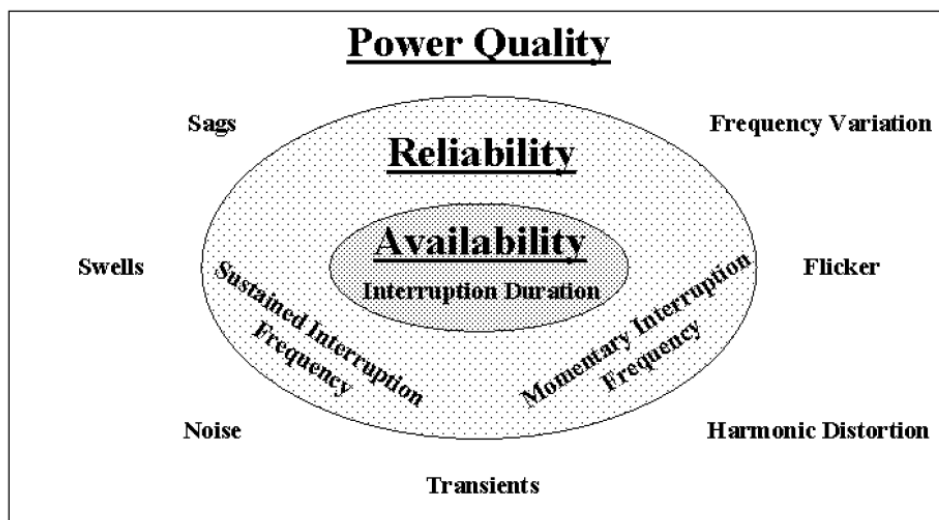 Power Quality
Sags
Frequency Variation
Reliability
Availability
Interruption Duration
Swells
Flicker
Sustained Interruption
Frequency
Momentary Interruption
Frequency
Noise
Harmonic Distortion
Transients